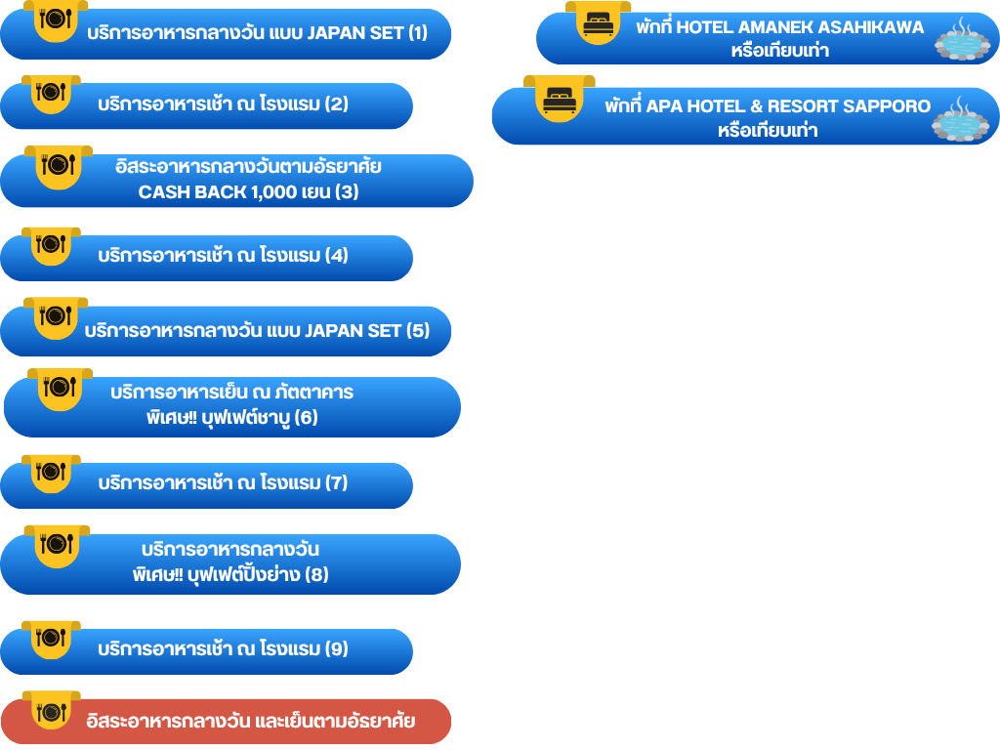 บริการอาหารกลางวัน แบบ JAPAN SET (1)
บริการอาหารเช้า ณ โรงแรม (2)
อิสระอาหารกลางวันตามอัธยาศัย
CASH BACK 1,000 เยน (3)
บริการอาหารเช้า ณ โรงแรม (4)
บริการอาหารกลางวัน แบบ JAPAN SET (5)
บริการอาหารเย็น ณ ภัตตาคาร
พิเศษ!! บุฟเฟต์ชาบู (6)
บริการอาหารเช้า ณ โรงแรม (7)
บริการอาหารกลางวัน
พิเศษ!! บุฟเฟต์ปิ้งย่าง (8)
บริการอาหารเช้า ณ โรงแรม (9)
อิสระอาหารกลางวัน และเย็นตามอัธยาศัย
พักที่ HOTEL AMANEK ASAHIKAWA
หรือเทียบเท่า
พักที่ APA HOTEL & RESORT SAPPORO
หรือเทียบเท่า